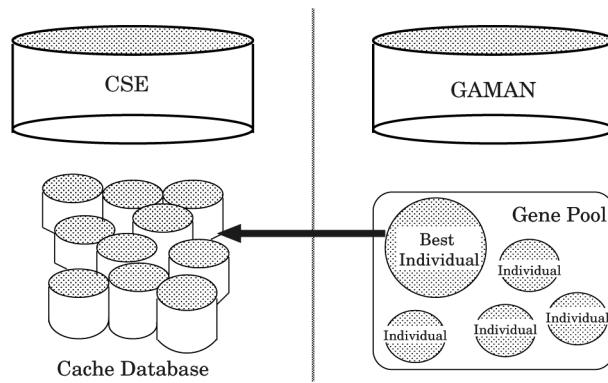 CSE
GAMAN
Gene Pool
Best
Individual
Individual
Individual
Individual
Individual
Cache Database